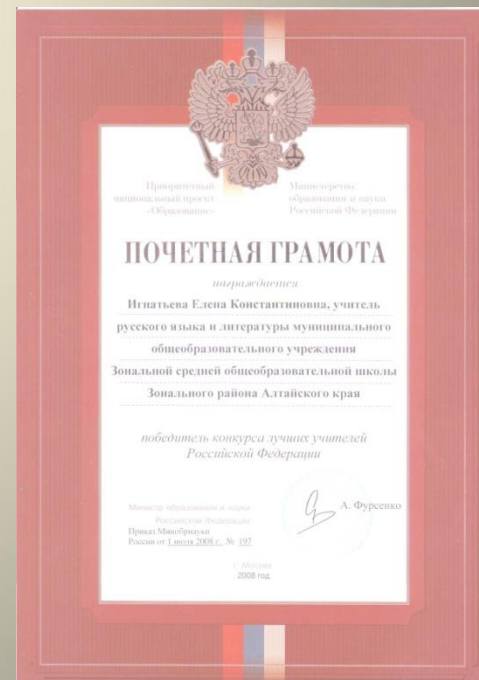 Приоритетный
национальный проект
«Образование»
Министерство
образования и науки
Российской Федерации
ПОЧЕТНАЯ ГРАМОТА
награждается
Игнатьева Елена Константиновна, учитель
русского языка и литературы муниципального
общеобразовательного учреждения
Зональной средней общеобразовательной школы
Зонального района Алтайского края
победитель конкурса лучших учителей
Российской Федерации
Министр образования и науки
Российской Федерации
А. Фурсенко
Приказ Минобрнауки
России от 1 июля 2008 г. № 197
г. Москва
2008 год